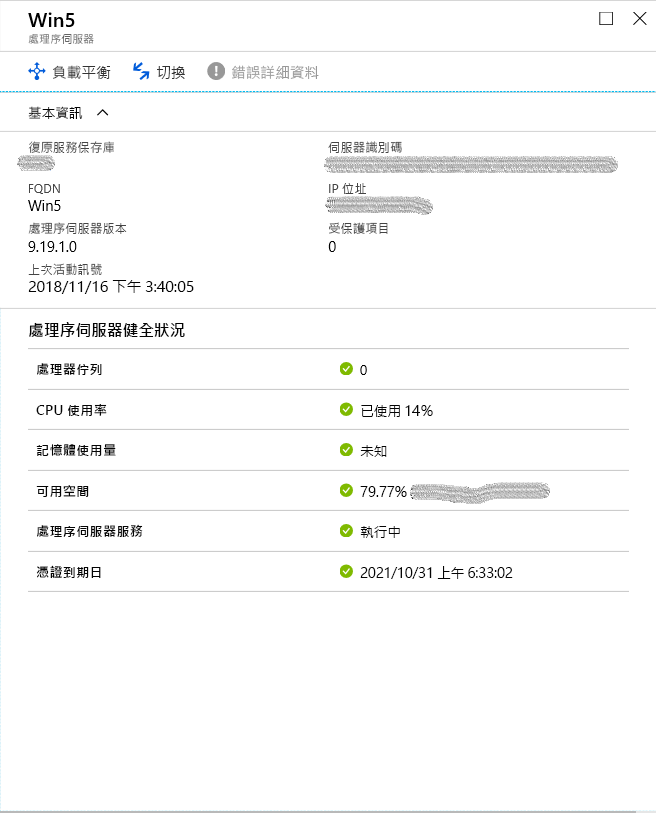 Win5
處理序伺服器
負載平衡 切換 錯誤詳細資料
基本資訊
復原服務保存庫 伺服器識別碼
FQDN IP 位址
Win5
處理序伺服器版本 受保護項目
9.19.1.0 0
上次活動訊號
2018/11/16 下午 3:40:05
處理序伺服器健全狀況
處理器佇列 0
CPU 使用率 已使用 14%
記憶體使用量 未知
可用空間 79.77%
處理序伺服器服務 執行中
憑證到期日 2021/10/31 上午 6:33:02